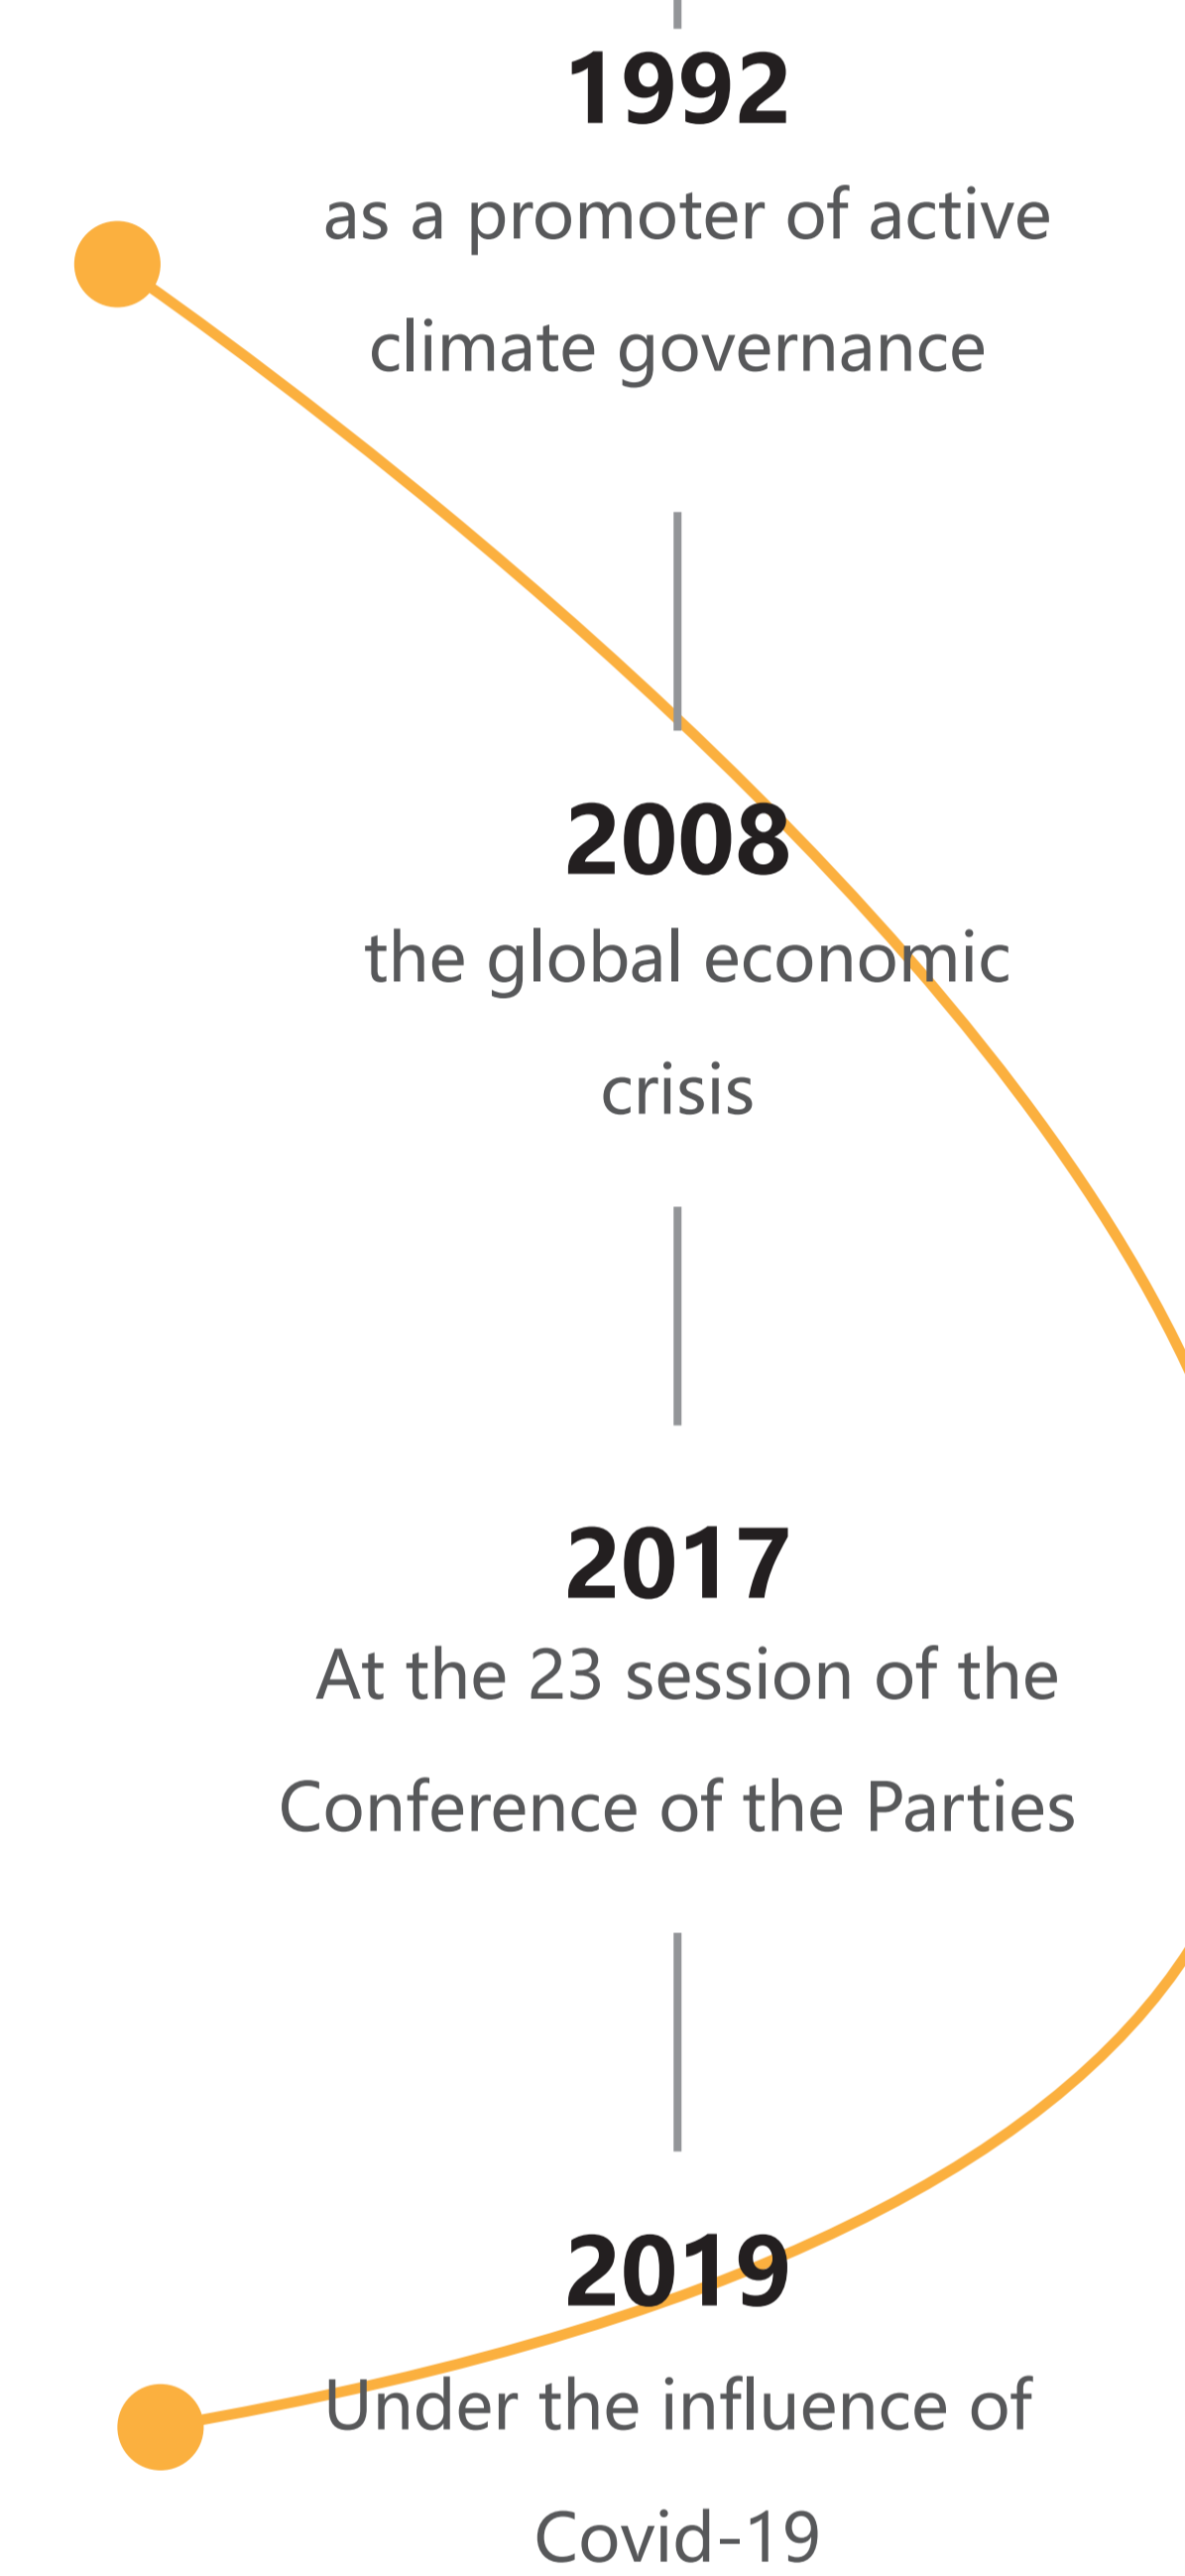 1992
as a promoter of active
climate governance
2008
the global economic
crisis
2017
At the 23 session of the
Conference of the Parties
2019
Under the influence of
Covid-19